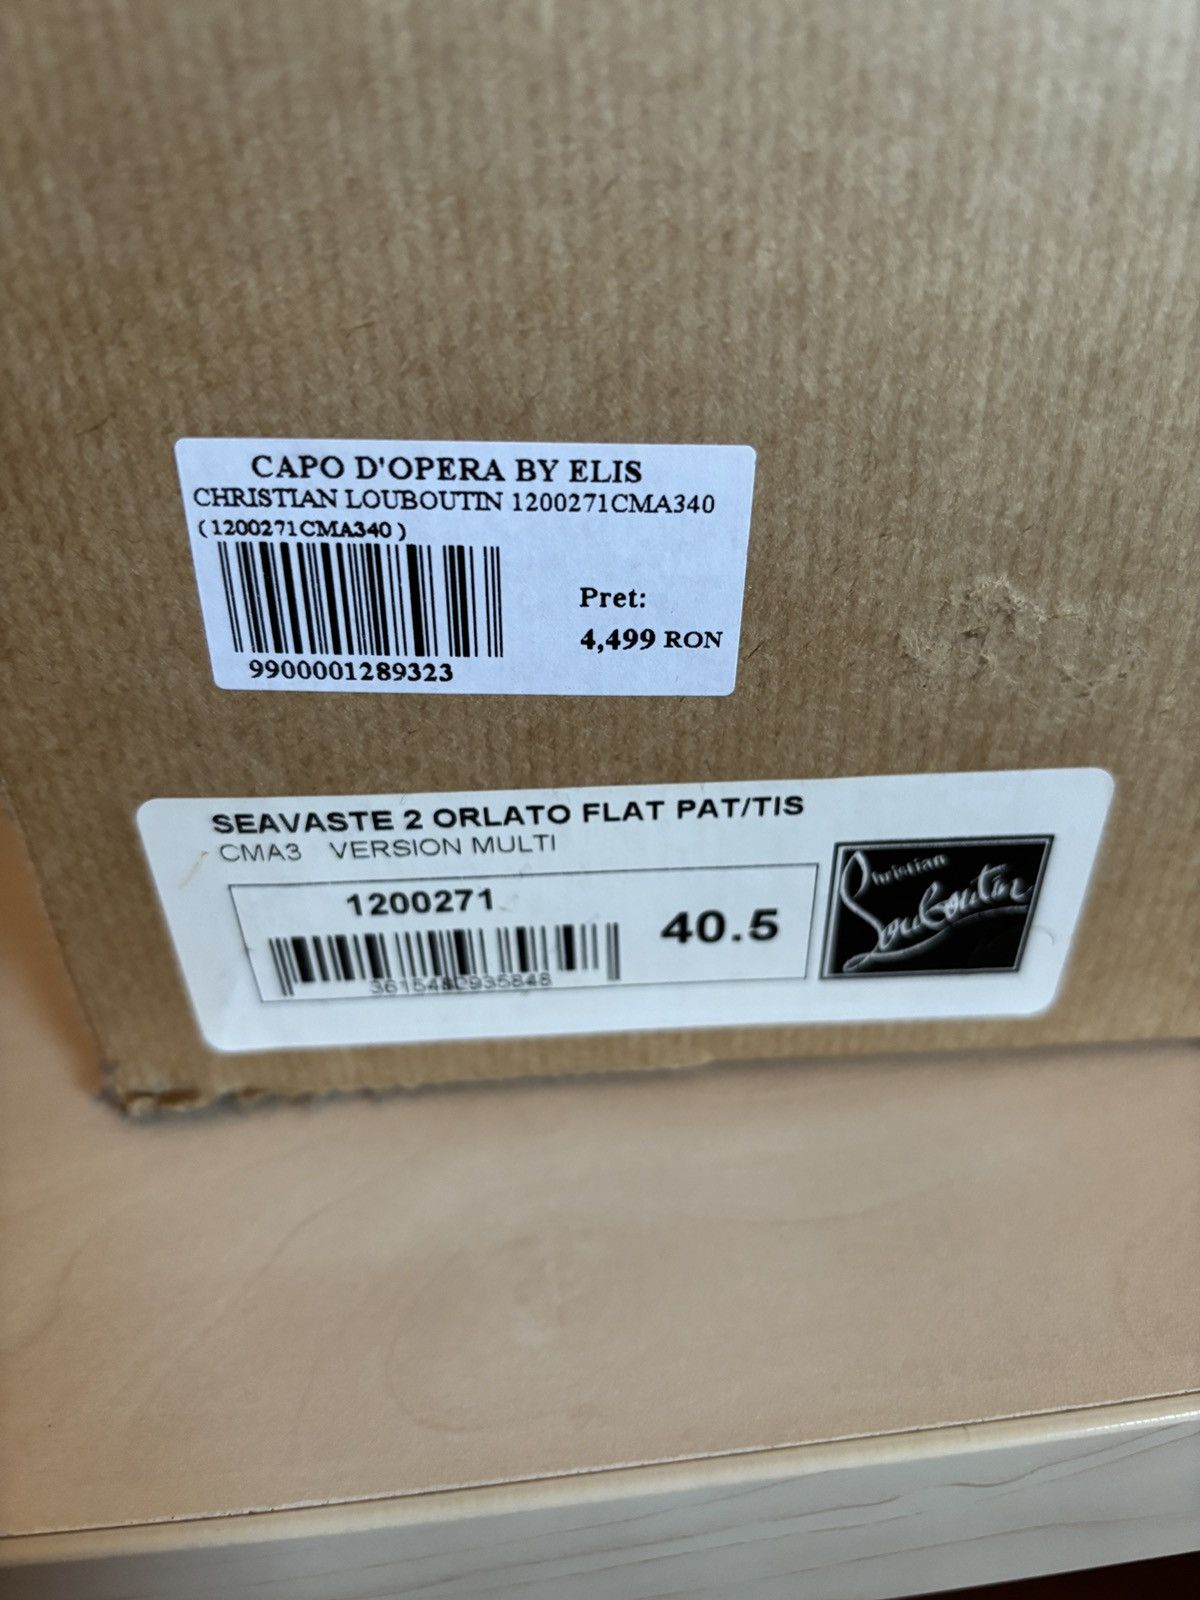 CAPO D'OPERA BY ELIS
CHRISTIAN LOUBOUTIN 1200271CMA340
(1200271CMA340)
Pret:
4,499 RON
9900001289323
SEAVASTE 2 ORLATO FLAT PAT/TIS
CMA3 VERSION MULTI
1200271
40.5
3615480935848
Christian
Louboutin